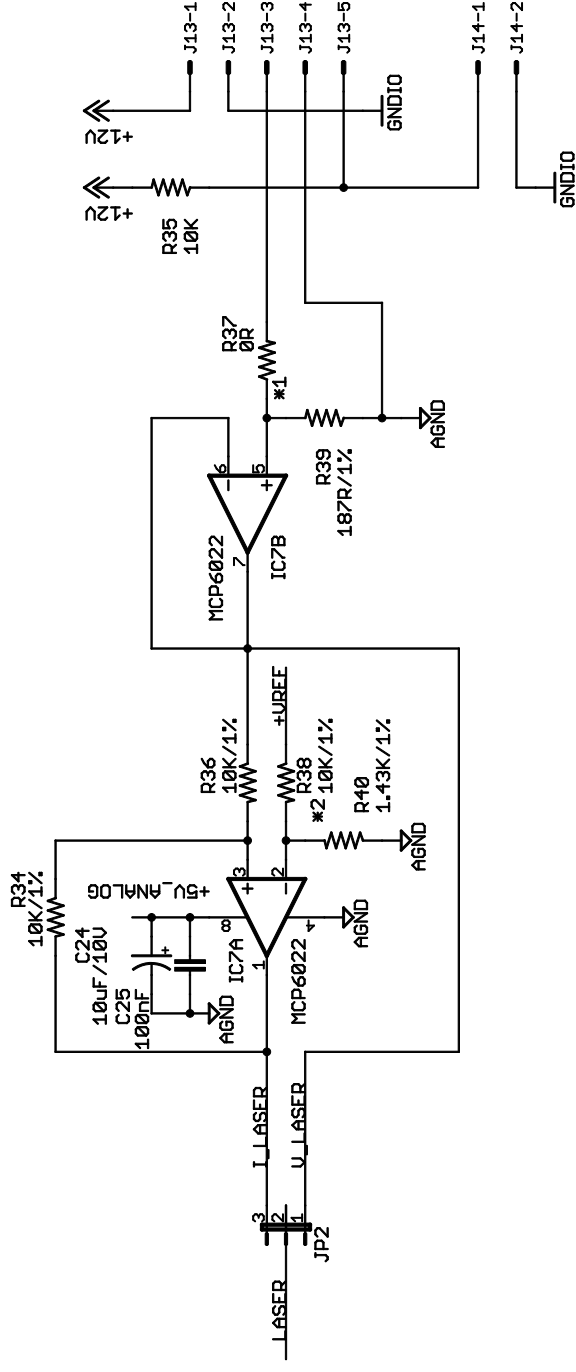 J13-1
J13-2
J13-3
J13-4
J13-5
J14-1
J14-2
+12V
+12V
GNDIO
GNDIO
R35
10K
R37
0R
*1
AGND
R39
187R/1%
6
5
-
+
7
MCP6022
IC7B
R36
10K/1%
+VREF
R38
10K/1%
*2
R40
1.43K/1%
AGND
R34
10K/1%
3
2
+
-
+5V_ANALOG
8
4
1
IC7A
MCP6022
AGND
C24
10uF/10V
+
C25
100nF
AGND
I_LASER
V_LASER
3
2
1
JP2
LASER